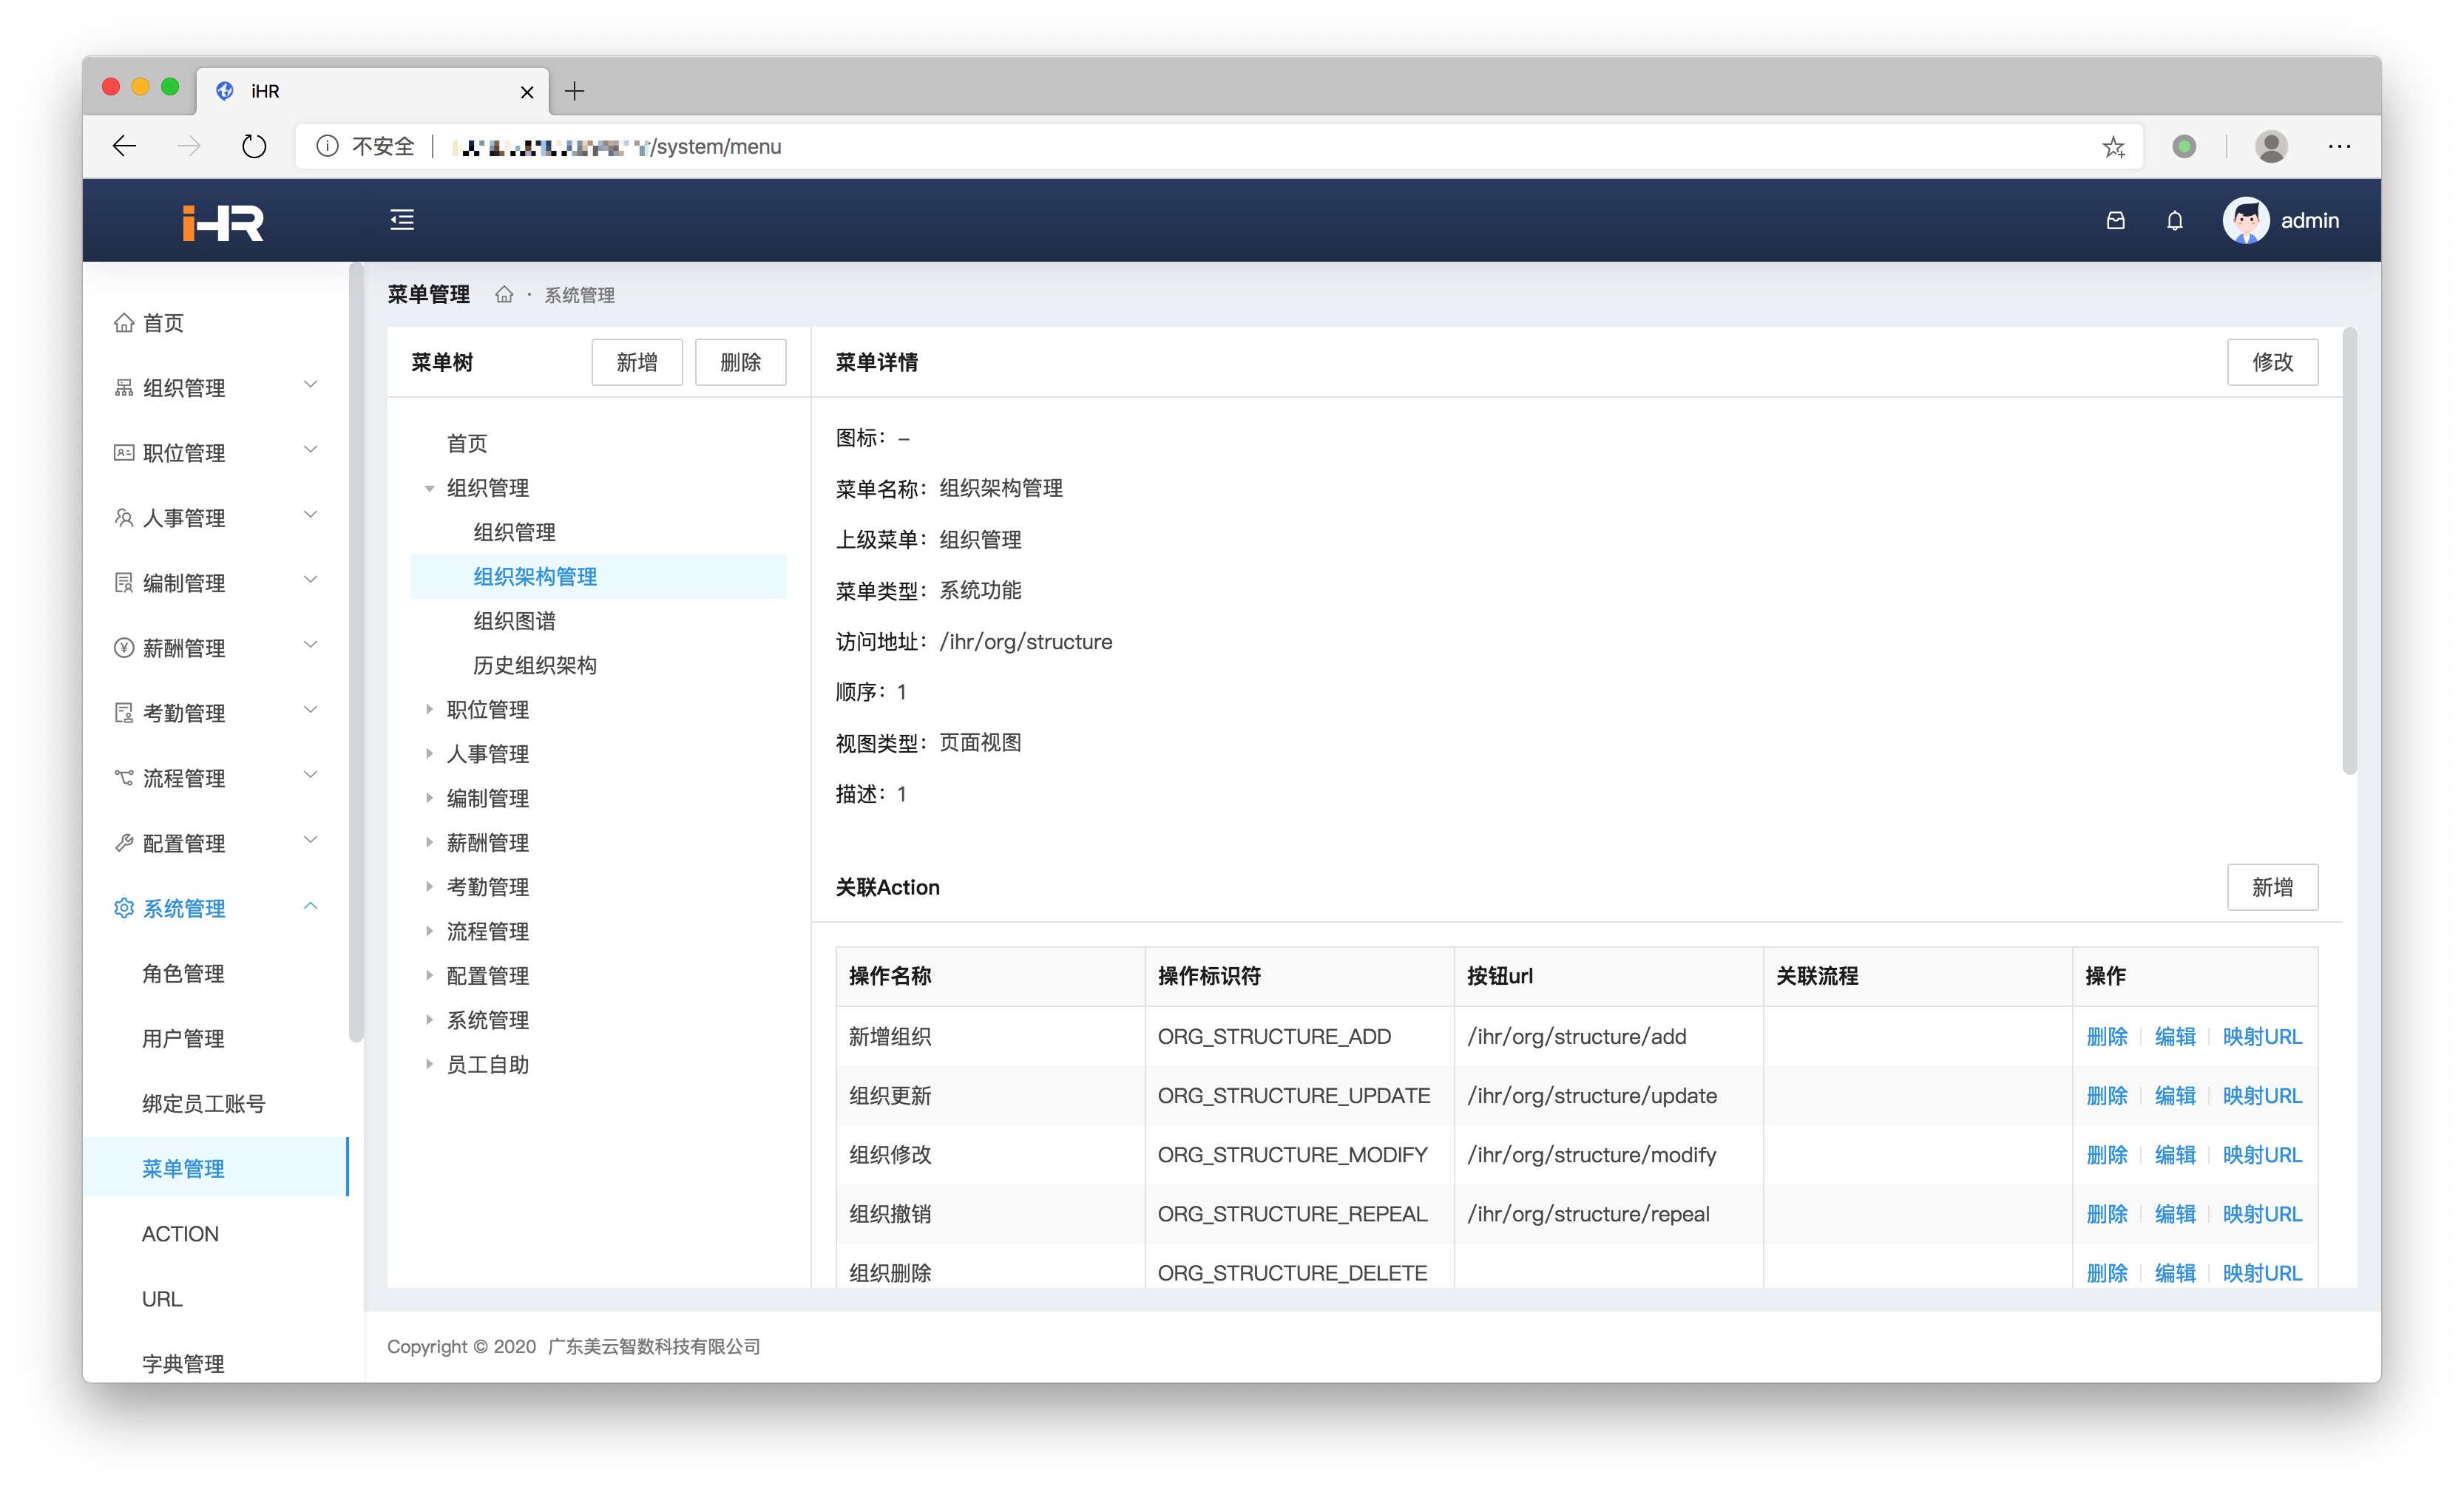 iHR
不安全
/system/menu
iHR
admin
菜单管理 · 系统管理
首页
组织管理
职位管理
人事管理
编制管理
薪酬管理
考勤管理
流程管理
配置管理
系统管理
角色管理
用户管理
绑定员工账号
菜单管理
ACTION
URL
字典管理
菜单树 新增 删除
首页
组织管理
组织管理
组织架构管理
组织图谱
历史组织架构
职位管理
人事管理
编制管理
薪酬管理
考勤管理
流程管理
配置管理
系统管理
员工自助
菜单详情 修改
图标： –
菜单名称： 组织架构管理
上级菜单： 组织管理
菜单类型： 系统功能
访问地址： /ihr/org/structure
顺序： 1
视图类型： 页面视图
描述： 1
关联Action 新增
操作名称 操作标识符 按钮url 关联流程 操作
新增组织 ORG_STRUCTURE_ADD /ihr/org/structure/add 删除 编辑 映射URL
组织更新 ORG_STRUCTURE_UPDATE /ihr/org/structure/update 删除 编辑 映射URL
组织修改 ORG_STRUCTURE_MODIFY /ihr/org/structure/modify 删除 编辑 映射URL
组织撤销 ORG_STRUCTURE_REPEAL /ihr/org/structure/repeal 删除 编辑 映射URL
组织删除 ORG_STRUCTURE_DELETE 删除 编辑 映射URL
Copyright © 2020 广东美云智数科技有限公司